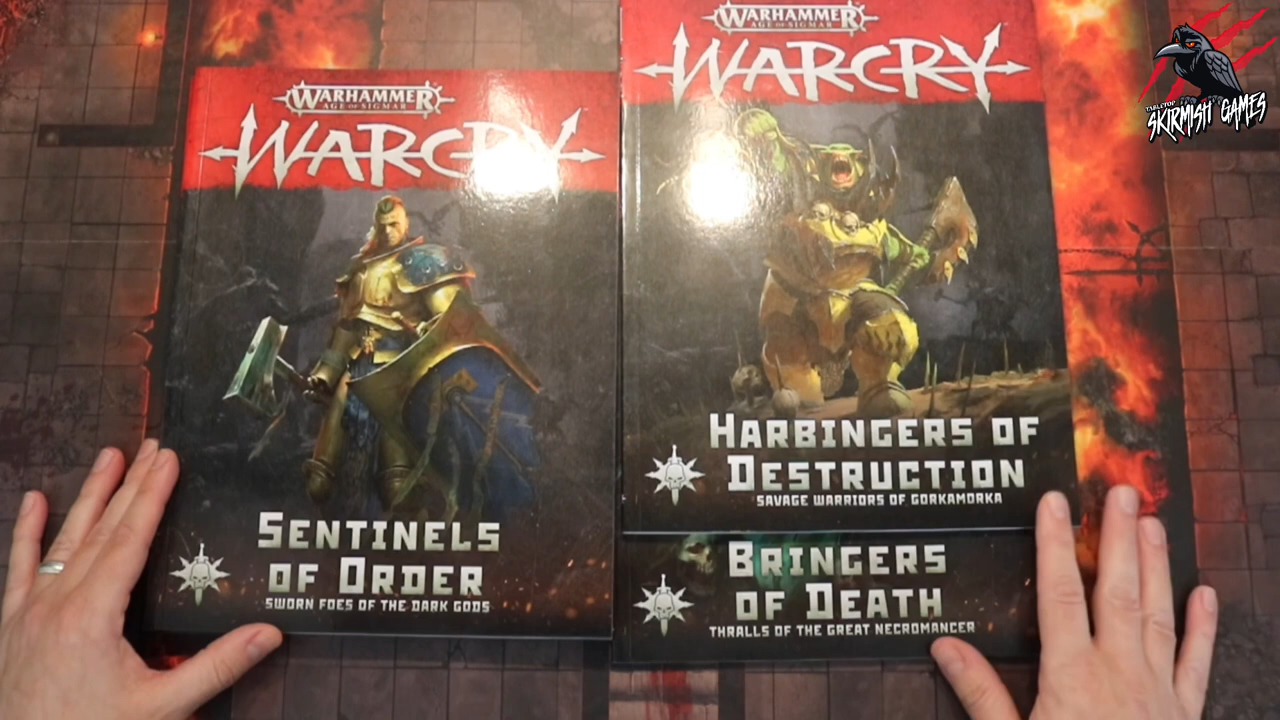 WARHAMMER
AGE OF SIGMAR
WARCRY
SENTINELS
OF ORDER
SWORN FOES OF THE DARK GODS
WARHAMMER
AGE OF SIGMAR
WARCRY
HARBINGERS OF
DESTRUCTION
SAVAGE WARRIORS OF GORKAMORKA
BRINGERS
OF DEATH
THRALLS OF THE GREAT NECROMANCER
TABLETOP
SKIRMISH GAMES